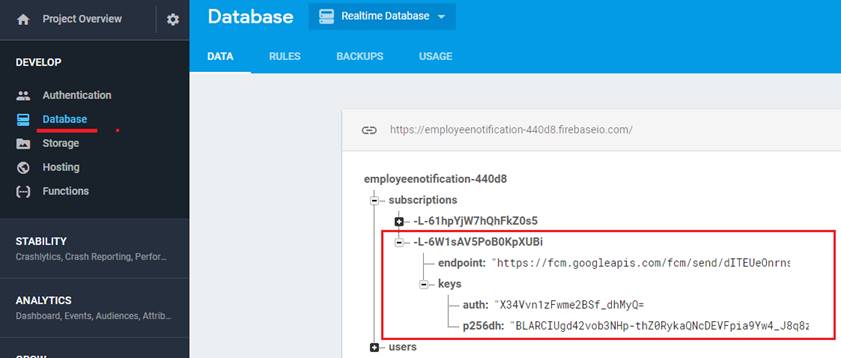 Project Overview
DEVELOP
Authentication
Database
Storage
Hosting
Functions
STABILITY
Crashlytics, Crash Reporting, Perfor...
ANALYTICS
Dashboard, Events, Audiences, Attrib...
Database
Realtime Database
DATA RULES BACKUPS USAGE
https://employeenotification-440d8.firebaseio.com/
employeenotification-440d8
subscriptions
-L-61hpYjW7hQhFkZ0s5
-L-6W1sAV5PoB0KpXUBi
endpoint: "https://fcm.googleapis.com/fcm/send/dITEUeOnrns
keys
auth: "X34Vvn1zFwme2BSf_dhMyQ=
p256dh: "BLARCIUgd42vob3NHp-thZ0RykaQNcDEVFpia9Yw4_J8q8z
users